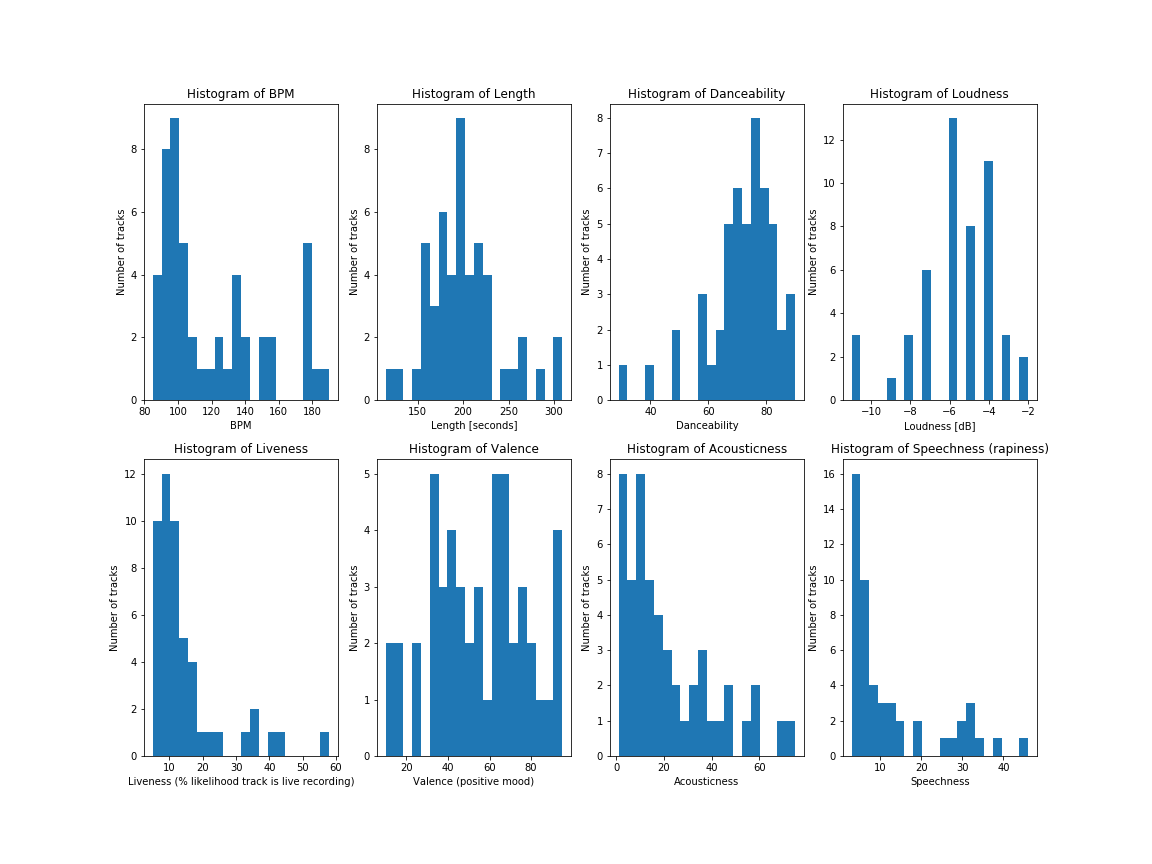 Histogram of BPM
Number of tracks
0
2
4
6
8
80 100 120 140 160 180
BPM
Histogram of Length
Number of tracks
0
2
4
6
8
150 200 250 300
Length [seconds]
Histogram of Danceability
Number of tracks
0
1
2
3
4
5
6
7
8
40 60 80
Danceability
Histogram of Loudness
Number of tracks
0
2
4
6
8
10
12
−10 −8 −6 −4 −2
Loudness [dB]
Histogram of Liveness
Number of tracks
0
2
4
6
8
10
12
10 20 30 40 50 60
Liveness (% likelihood track is live recording)
Histogram of Valence
Number of tracks
0
1
2
3
4
5
20 40 60 80
Valence (positive mood)
Histogram of Acousticness
Number of tracks
0
1
2
3
4
5
6
7
8
0 20 40 60
Acousticness
Histogram of Speechness (rapiness)
Number of tracks
0
2
4
6
8
10
12
14
16
10 20 30 40
Speechness